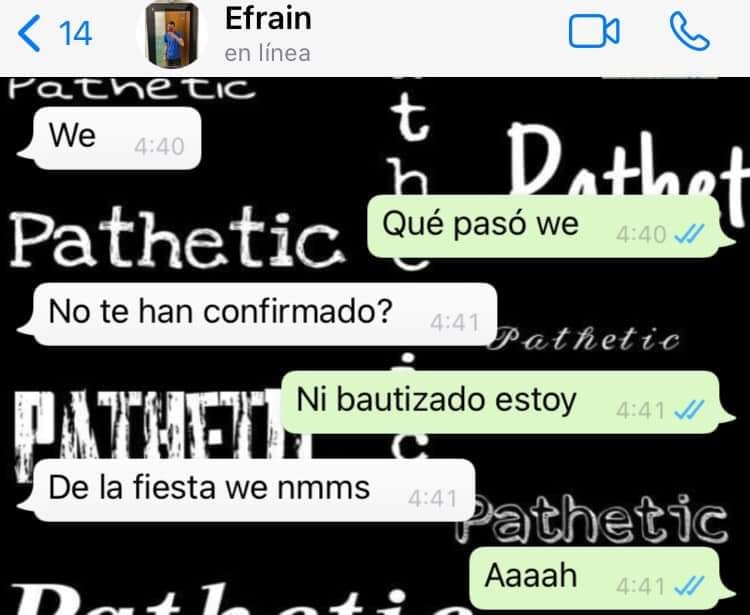 14
Efrain
en línea
Pathetic
We 4:40
Pathet
Qué pasó we 4:40
Pathetic
No te han confirmado? 4:41
Pathetic
Ni bautizado estoy 4:41
PATHETIC
De la fiesta we nmms 4:41
Pathetic
Aaaah 4:41
Pathetic